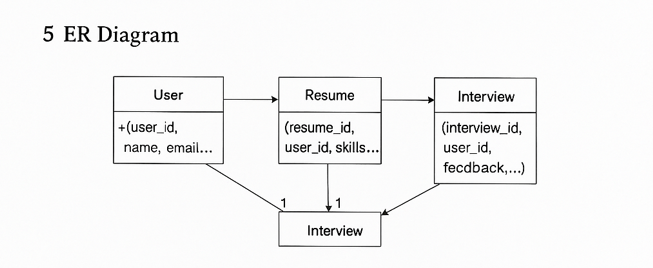 5 ER Diagram
User
+(user_id,
name, email...
Resume
(resume_id,
user_id, skills...
Interview
(interview_id,
user_id,
fecdback,...)
1
1
Interview